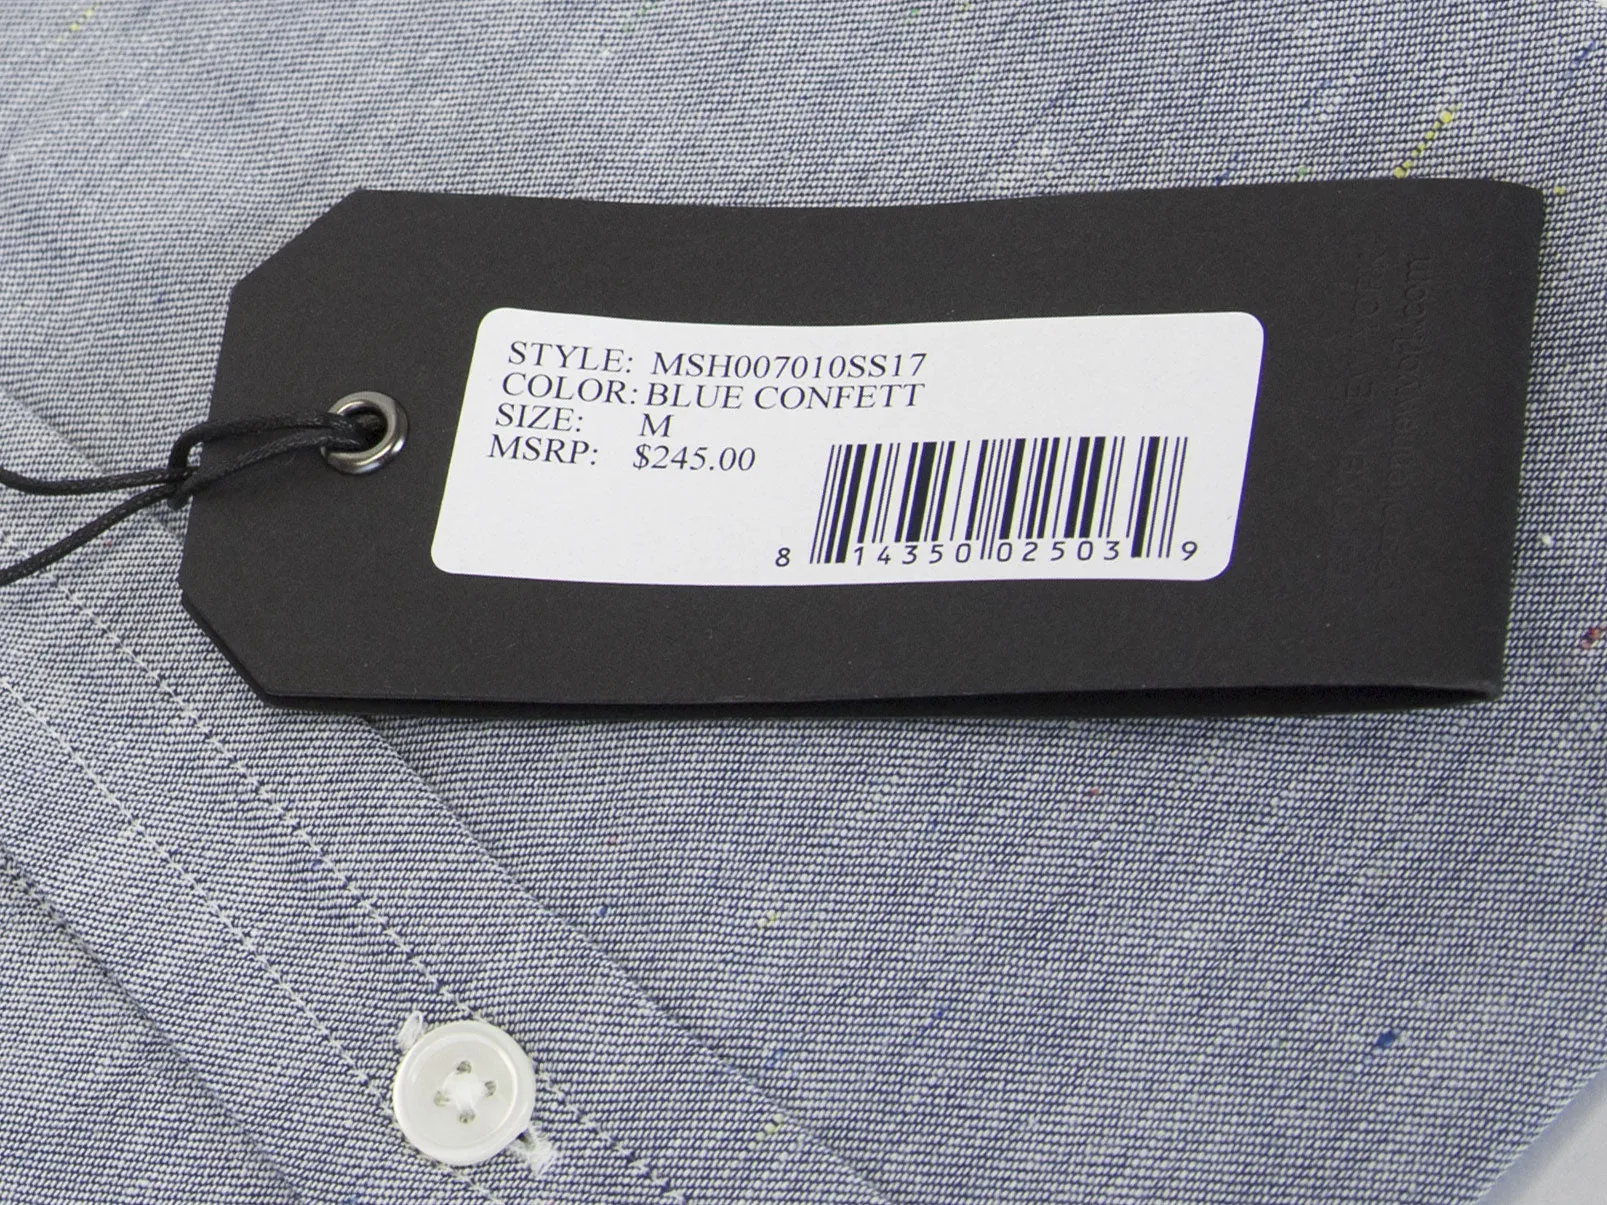 STYLE: MSH007010SS17
COLOR: BLUE CONFETT
SIZE: M
MSRP: $245.00
8 14350 02503 9